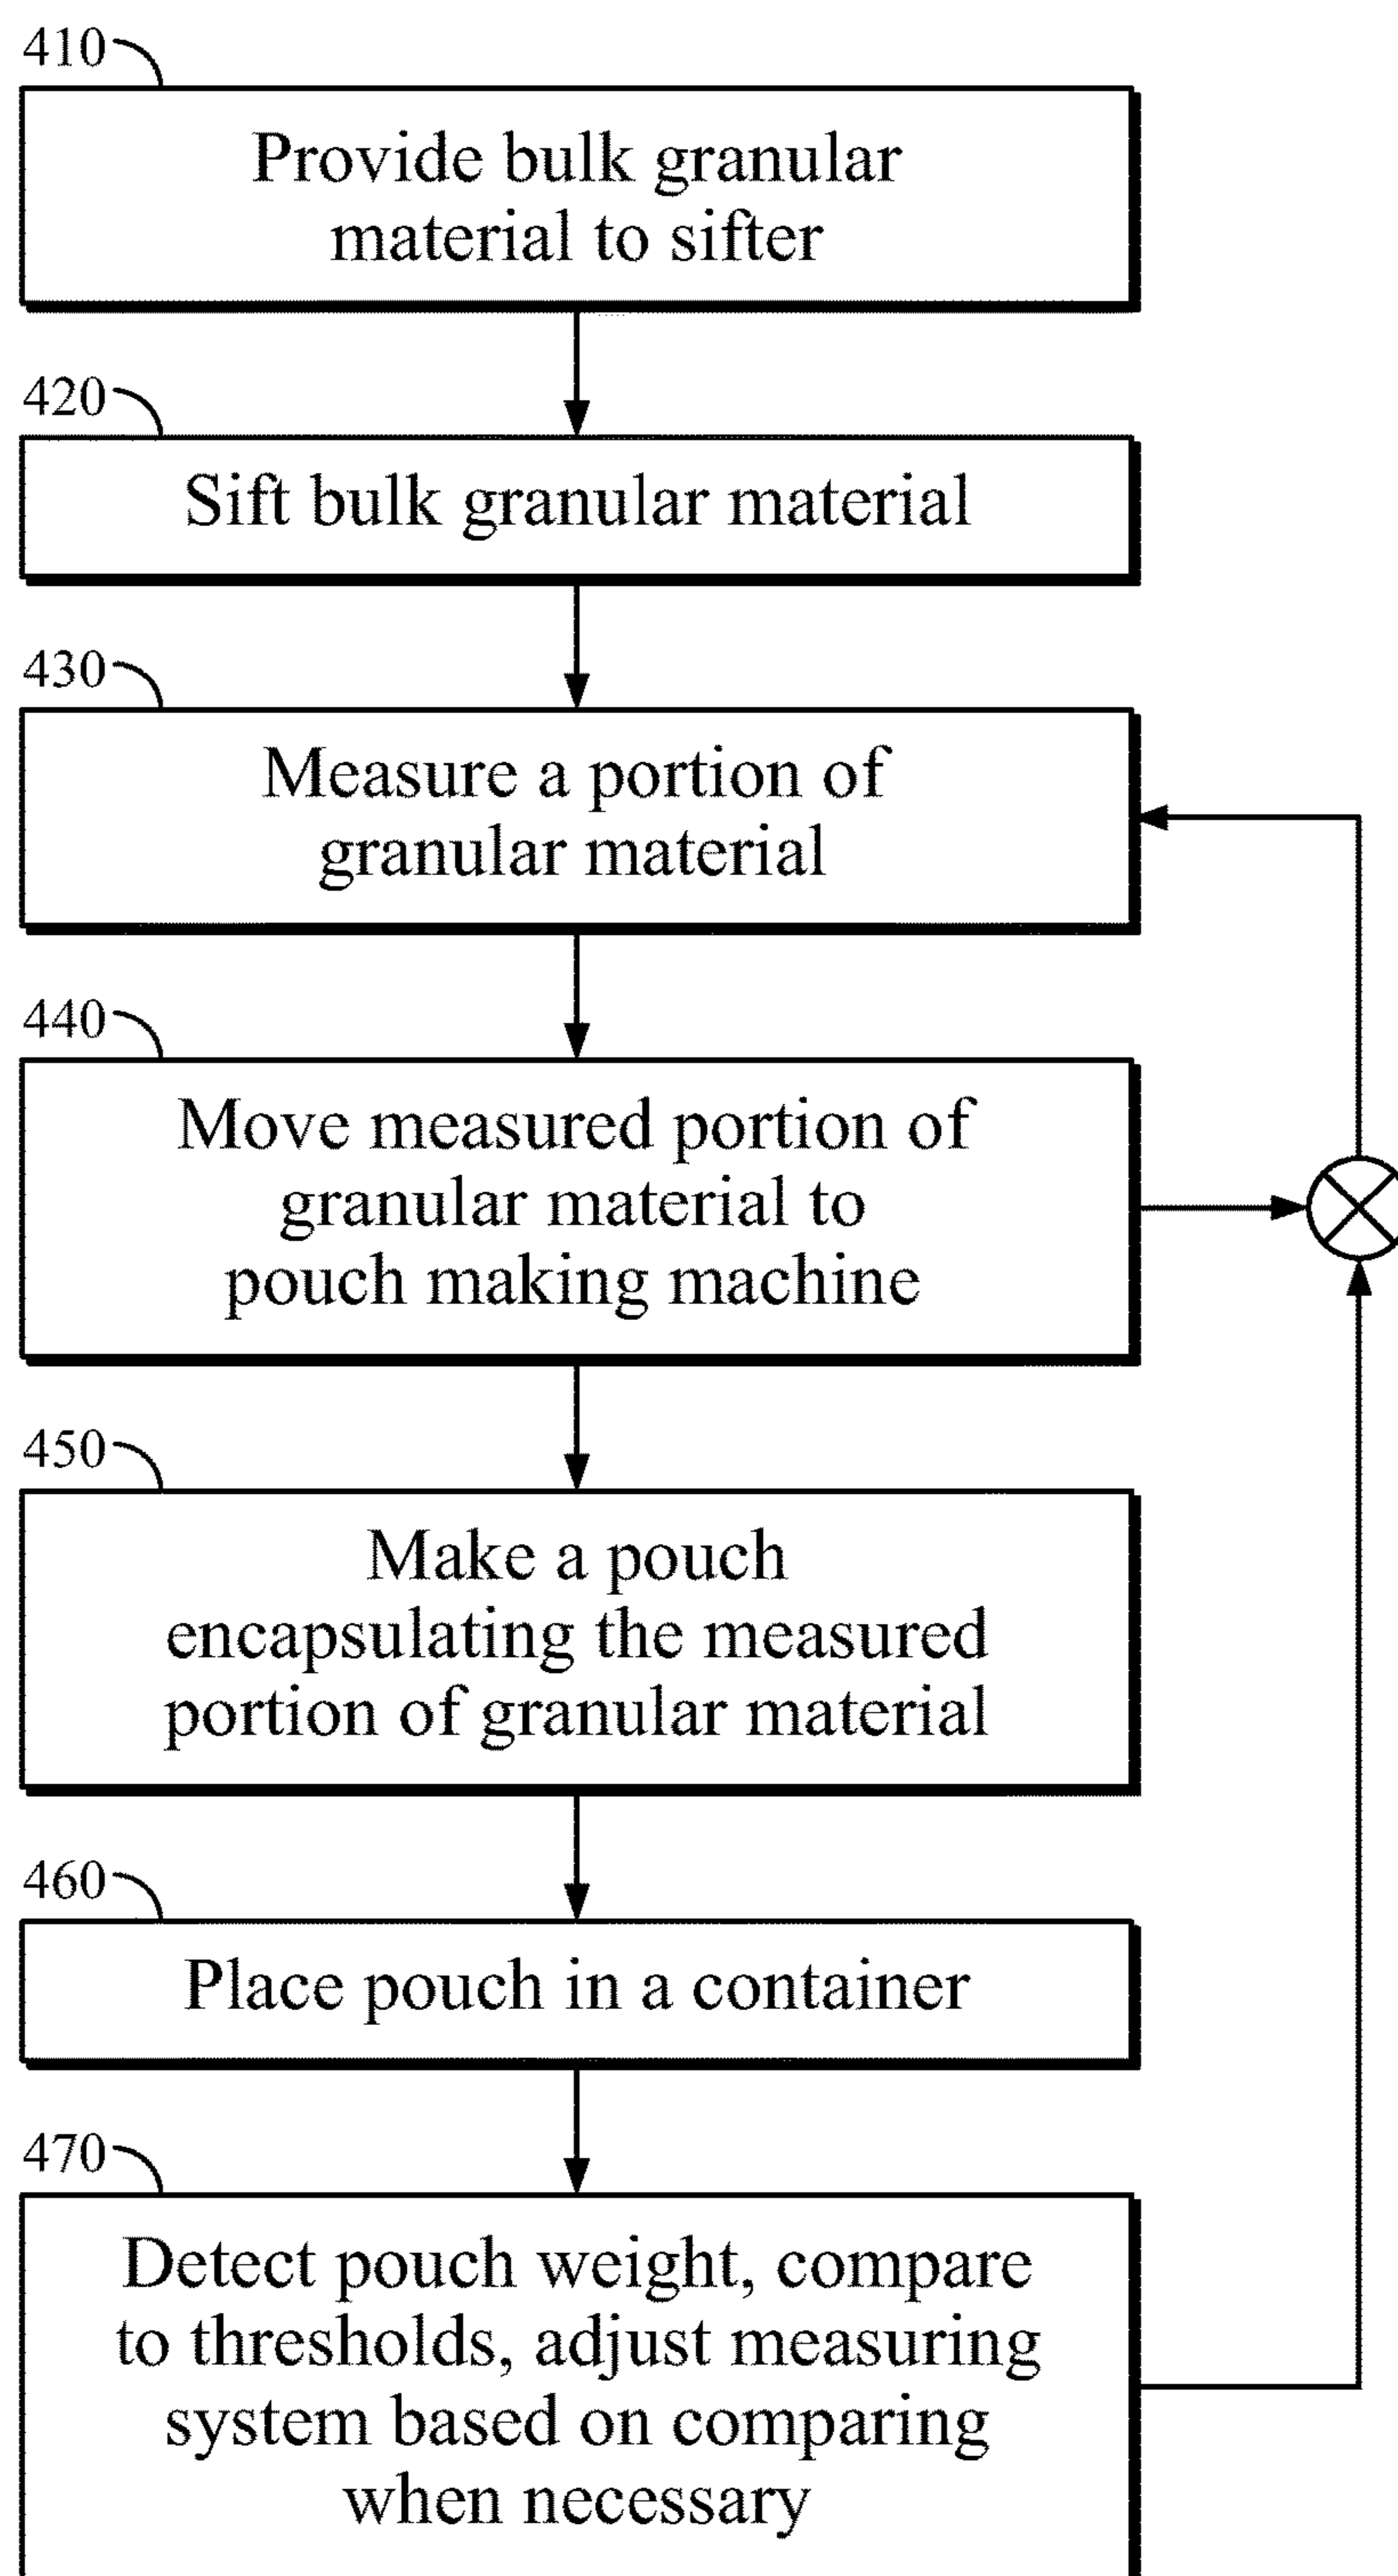 410
Provide bulk granular
material to sifter
420
Sift bulk granular material
430
Measure a portion of
granular material
440
Move measured portion of
granular material to
pouch making machine
450
Make a pouch
encapsulating the measured
portion of granular material
460
Place pouch in a container
470
Detect pouch weight, compare
to thresholds, adjust measuring
system based on comparing
when necessary